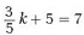 3/5 k + 5 = 7